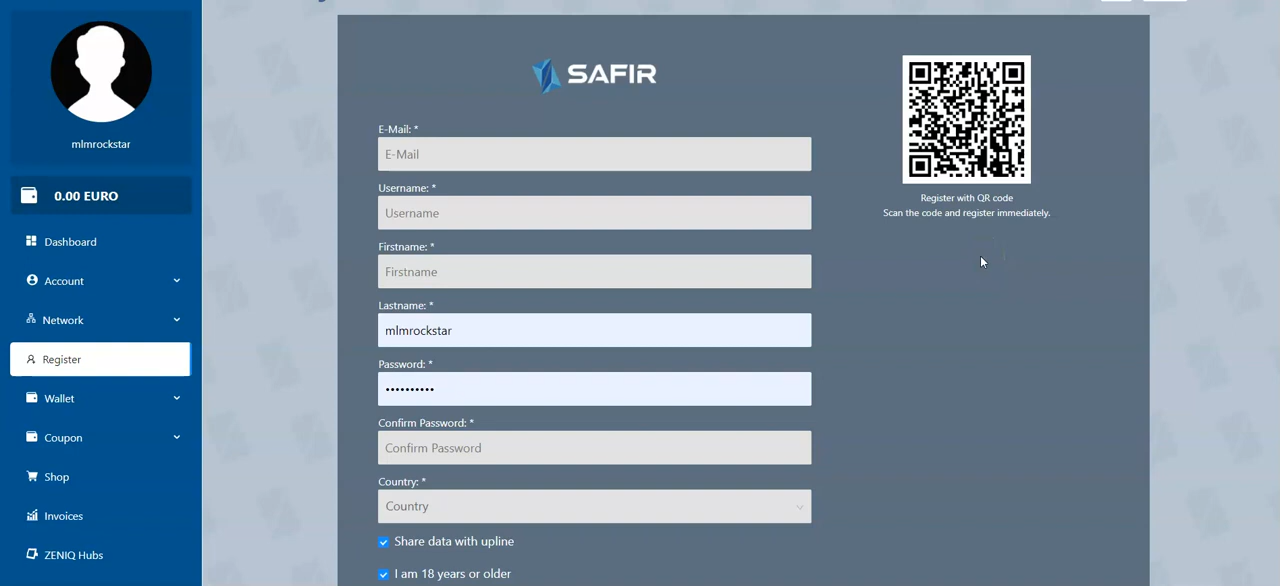 mlmrockstar
0.00 EURO
Dashboard
Account
Network
Register
Wallet
Coupon
Shop
Invoices
ZENIQ Hubs
SAFIR
E-Mail: *
E-Mail
Username: *
Username
Firstname: *
Firstname
Lastname: *
mlmrockstar
Password: *
••••••••••
Confirm Password: *
Confirm Password
Country: *
Country
Share data with upline
I am 18 years or older
Register with QR code
Scan the code and register immediately.